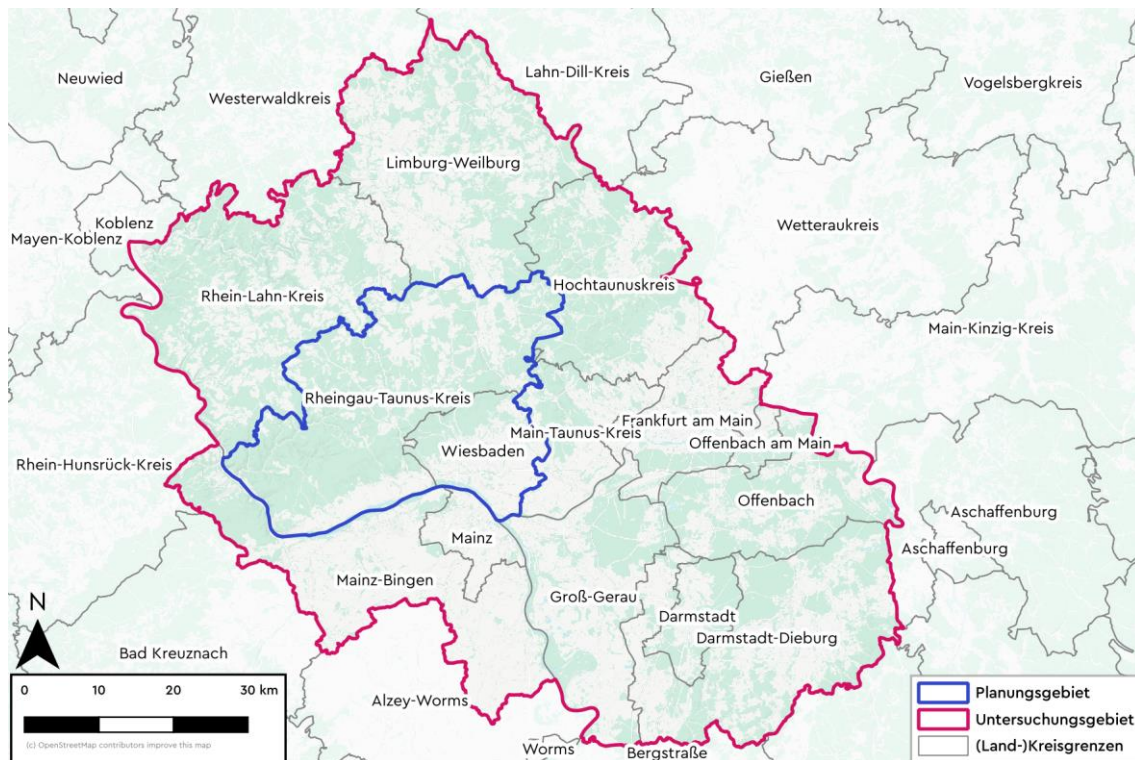 Neuwied
Westerwaldkreis
Lahn-Dill-Kreis
Gießen
Vogelsbergkreis
Limburg-Weilburg
Koblenz
Mayen-Koblenz
Wetteraukreis
Rhein-Lahn-Kreis
Hochtaunuskreis
Main-Kinzig-Kreis
Rheingau-Taunus-Kreis
Frankfurt am Main
Main-Taunus-Kreis
Offenbach am Main
Wiesbaden
Rhein-Hunsrück-Kreis
Offenbach
Aschaffenburg
Mainz
Aschaffenburg
Mainz-Bingen
Groß-Gerau
Darmstadt
Darmstadt-Dieburg
N
Bad Kreuznach
Alzey-Worms
Worms
Bergstraße
0 10 20 30 km
(c) OpenStreetMap contributors improve this map
Planungsgebiet
Untersuchungsgebiet
(Land-)Kreisgrenzen